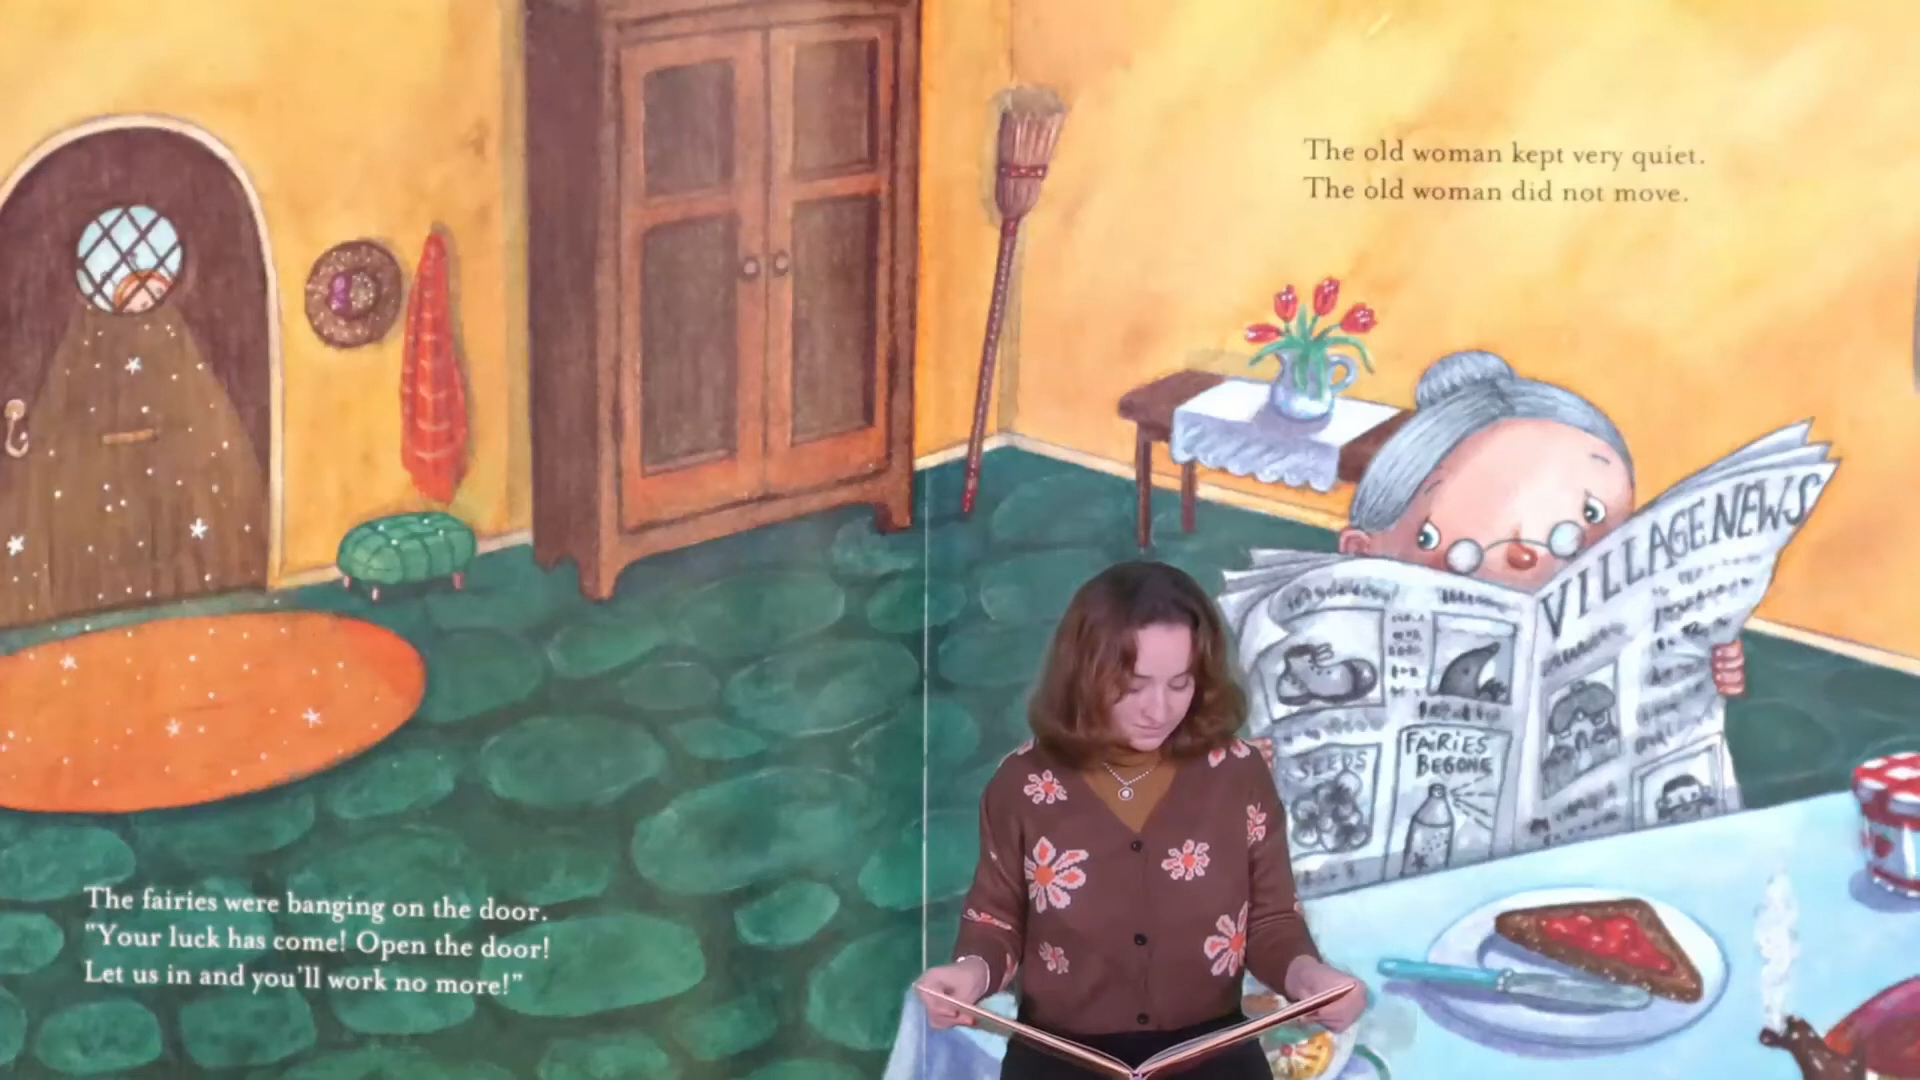 The fairies were banging on the door.
"Your luck has come! Open the door!
Let us in and you'll work no more!"
The old woman kept very quiet.
The old woman did not move.
VILLAGE NEWS
SEEDS
FAIRIES
BEGONE